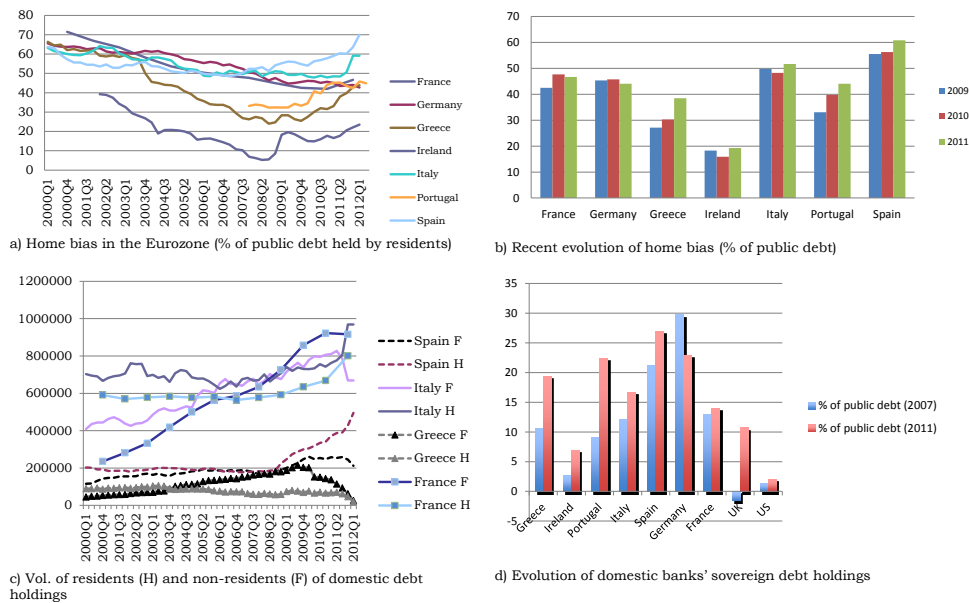 80
70
60
50
40
30
20
10
0
2000Q1
2000Q4
2001Q3
2002Q2
2003Q1
2003Q4
2004Q3
2005Q2
2006Q1
2006Q4
2007Q3
2008Q2
2009Q1
2009Q4
2010Q3
2011Q2
2012Q1
France
Germany
Greece
Ireland
Italy
Portugal
Spain
a) Home bias in the Eurozone (% of public debt held by residents)
70
60
50
40
30
20
10
0
France
Germany
Greece
Ireland
Italy
Portugal
Spain
2009
2010
2011
b) Recent evolution of home bias (% of public debt)
1200000
1000000
800000
600000
400000
200000
0
2000Q1
2000Q4
2001Q3
2002Q2
2003Q1
2003Q4
2004Q3
2005Q2
2006Q1
2006Q4
2007Q3
2008Q2
2009Q1
2009Q4
2010Q3
2011Q2
2012Q1
Spain F
Spain H
Italy F
Italy H
Greece F
Greece H
France F
France H
c) Vol. of residents (H) and non-residents (F) of domestic debt
holdings
35
30
25
20
15
10
5
0
-5
Greece
Ireland
Portugal
Italy
Spain
Germany
France
UK
US
% of public debt (2007)
% of public debt (2011)
d) Evolution of domestic banks' sovereign debt holdings